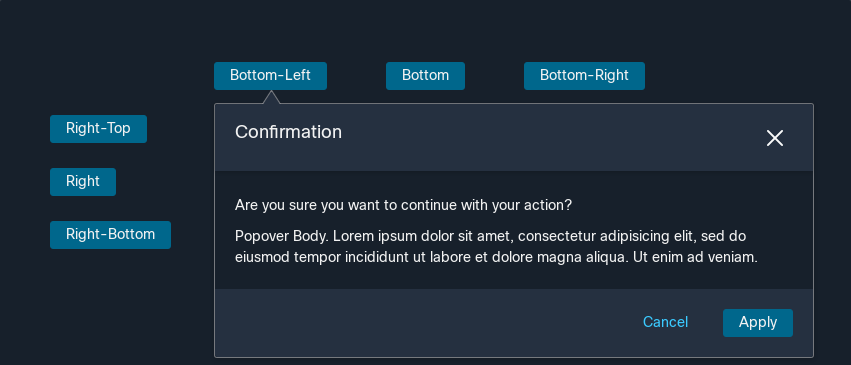 Bottom-Left
Bottom
Bottom-Right
Right-Top
Right
Right-Bottom
Confirmation
Are you sure you want to continue with your action?
Popover Body. Lorem ipsum dolor sit amet, consectetur adipisicing elit, sed do
eiusmod tempor incididunt ut labore et dolore magna aliqua. Ut enim ad veniam.
Cancel
Apply